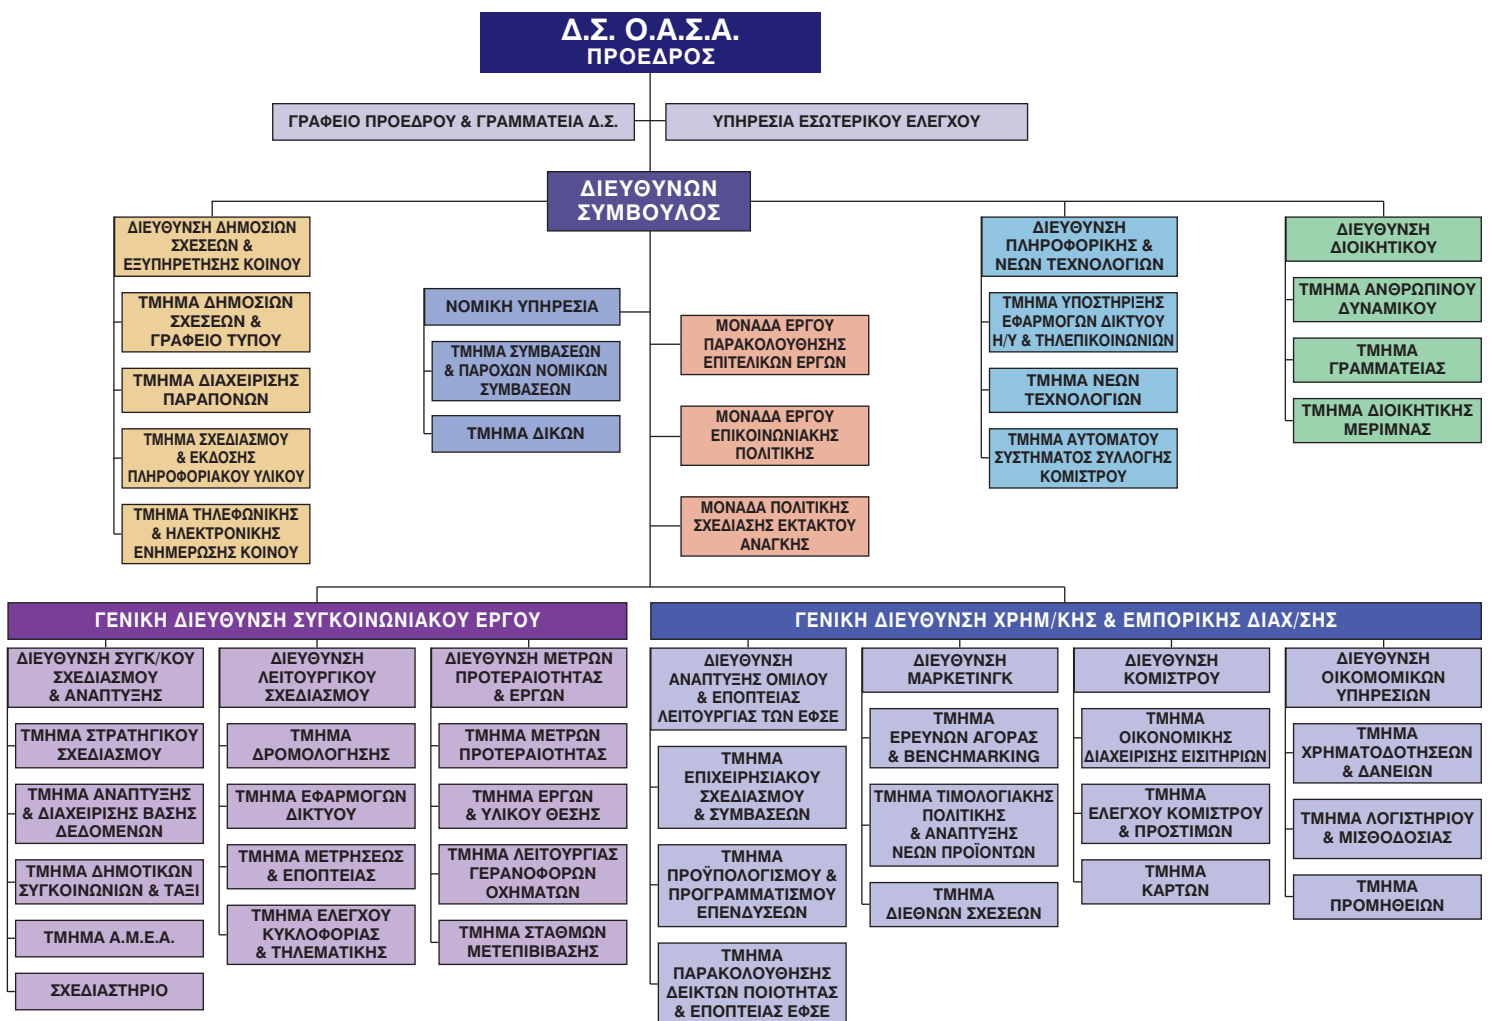 Δ.Σ. Ο.Α.Σ.Α.
ΠΡΟΕΔΡΟΣ
ΓΡΑΦΕΙΟ ΠΡΟΕΔΡΟΥ & ΓΡΑΜΜΑΤΕΙΑ Δ.Σ.
ΥΠΗΡΕΣΙΑ ΕΣΩΤΕΡΙΚΟΥ ΕΛΕΓΧΟΥ
ΔΙΕΥΘΥΝΩΝ
ΣΥΜΒΟΥΛΟΣ
ΔΙΕΥΘΥΝΣΗ ΔΗΜΟΣΙΩΝ
ΣΧΕΣΕΩΝ &
ΕΞΥΠΗΡΕΤΗΣΗΣ ΚΟΙΝΟΥ
ΤΜΗΜΑ ΔΗΜΟΣΙΩΝ
ΣΧΕΣΕΩΝ &
ΓΡΑΦΕΙΟ ΤΥΠΟΥ
ΤΜΗΜΑ ΔΙΑΧΕΙΡΙΣΗΣ
ΠΑΡΑΠΟΝΩΝ
ΤΜΗΜΑ ΣΧΕΔΙΑΣΜΟΥ
& ΕΚΔΟΣΗΣ
ΠΛΗΡΟΦΟΡΙΑΚΟΥ ΥΛΙΚΟΥ
ΤΜΗΜΑ ΤΗΛΕΦΩΝΙΚΗΣ
& ΗΛΕΚΤΡΟΝΙΚΗΣ
ΕΝΗΜΕΡΩΣΗΣ ΚΟΙΝΟΥ
ΝΟΜΙΚΗ ΥΠΗΡΕΣΙΑ
ΤΜΗΜΑ ΣΥΜΒΑΣΕΩΝ
& ΠΑΡΟΧΩΝ ΝΟΜΙΚΩΝ
ΣΥΜΒΑΣΕΩΝ
ΤΜΗΜΑ ΔΙΚΩΝ
ΜΟΝΑΔΑ ΕΡΓΟΥ
ΠΑΡΑΚΟΛΟΥΘΗΣΗΣ
ΕΠΙΤΕΛΙΚΩΝ ΕΡΓΩΝ
ΜΟΝΑΔΑ ΕΡΓΟΥ
ΕΠΙΚΟΙΝΩΝΙΑΚΗΣ
ΠΟΛΙΤΙΚΗΣ
ΜΟΝΑΔΑ ΠΟΛΙΤΙΚΗΣ
ΣΧΕΔΙΑΣΗΣ ΕΚΤΑΚΤΟΥ
ΑΝΑΓΚΗΣ
ΔΙΕΥΘΥΝΣΗ
ΠΛΗΡΟΦΟΡΙΚΗΣ &
ΝΕΩΝ ΤΕΧΝΟΛΟΓΙΩΝ
ΤΜΗΜΑ ΥΠΟΣΤΗΡΙΞΗΣ
ΕΦΑΡΜΟΓΩΝ ΔΙΚΤΥΟΥ
Η/Υ & ΤΗΛΕΠΙΚΟΙΝΩΝΙΩΝ
ΤΜΗΜΑ ΝΕΩΝ
ΤΕΧΝΟΛΟΓΙΩΝ
ΤΜΗΜΑ ΑΥΤΟΜΑΤΟΥ
ΣΥΣΤΗΜΑΤΟΣ ΣΥΛΛΟΓΗΣ
ΚΟΜΙΣΤΡΟΥ
ΔΙΕΥΘΥΝΣΗ
ΔΙΟΙΚΗΤΙΚΟΥ
ΤΜΗΜΑ ΑΝΘΡΩΠΙΝΟΥ
ΔΥΝΑΜΙΚΟΥ
ΤΜΗΜΑ
ΓΡΑΜΜΑΤΕΙΑΣ
ΤΜΗΜΑ ΔΙΟΙΚΗΤΙΚΗΣ
ΜΕΡΙΜΝΑΣ
ΓΕΝΙΚΗ ΔΙΕΥΘΥΝΣΗ ΣΥΓΚΟΙΝΩΝΙΑΚΟΥ ΕΡΓΟΥ
ΔΙΕΥΘΥΝΣΗ ΣΥΓΚ/ΚΟΥ
ΣΧΕΔΙΑΣΜΟΥ
& ΑΝΑΠΤΥΞΗΣ
ΤΜΗΜΑ ΣΤΡΑΤΗΓΙΚΟΥ
ΣΧΕΔΙΑΣΜΟΥ
ΤΜΗΜΑ ΑΝΑΠΤΥΞΗΣ
& ΔΙΑΧΕΙΡΙΣΗΣ ΒΑΣΗΣ
ΔΕΔΟΜΕΝΩΝ
ΤΜΗΜΑ ΔΗΜΟΤΙΚΩΝ
ΣΥΓΚΟΙΝΩΝΙΩΝ & ΤΑΞΙ
ΤΜΗΜΑ Α.Μ.Ε.Α.
ΣΧΕΔΙΑΣΤΗΡΙΟ
ΔΙΕΥΘΥΝΣΗ
ΛΕΙΤΟΥΡΓΙΚΟΥ
ΣΧΕΔΙΑΣΜΟΥ
ΤΜΗΜΑ
ΔΡΟΜΟΛΟΓΗΣΗΣ
ΤΜΗΜΑ ΕΦΑΡΜΟΓΩΝ
ΔΙΚΤΥΟΥ
ΤΜΗΜΑ ΜΕΤΡΗΣΕΩΣ
& ΕΠΟΠΤΕΙΑΣ
ΤΜΗΜΑ ΕΛΕΓΧΟΥ
ΚΥΚΛΟΦΟΡΙΑΣ
& ΤΗΛΕΜΑΤΙΚΗΣ
ΔΙΕΥΘΥΝΣΗ ΜΕΤΡΩΝ
ΠΡΟΤΕΡΑΙΟΤΗΤΑΣ
& ΕΡΓΩΝ
ΤΜΗΜΑ ΜΕΤΡΩΝ
ΠΡΟΤΕΡΑΙΟΤΗΤΑΣ
ΤΜΗΜΑ ΕΡΓΩΝ
& ΥΛΙΚΟΥ ΘΕΣΗΣ
ΤΜΗΜΑ ΛΕΙΤΟΥΡΓΙΑΣ
ΓΕΡΑΝΟΦΟΡΩΝ
ΟΧΗΜΑΤΩΝ
ΤΜΗΜΑ ΣΤΑΘΜΩΝ
ΜΕΤΕΠΙΒΙΒΑΣΗΣ
ΓΕΝΙΚΗ ΔΙΕΥΘΥΝΣΗ ΧΡΗΜ/ΚΗΣ & ΕΜΠΟΡΙΚΗΣ ΔΙΑΧ/ΣΗΣ
ΔΙΕΥΘΥΝΣΗ
ΑΝΑΠΤΥΞΗΣ ΟΜΙΛΟΥ
& ΕΠΟΠΤΕΙΑΣ
ΛΕΙΤΟΥΡΓΙΑΣ ΤΩΝ ΕΦΣΕ
ΤΜΗΜΑ
ΕΠΙΧΕΙΡΗΣΙΑΚΟΥ
ΣΧΕΔΙΑΣΜΟΥ
& ΣΥΜΒΑΣΕΩΝ
ΤΜΗΜΑ
ΠΡΟΫΠΟΛΟΓΙΣΜΟΥ &
ΠΡΟΓΡΑΜΜΑΤΙΣΜΟΥ
ΕΠΕΝΔΥΣΕΩΝ
ΤΜΗΜΑ
ΠΑΡΑΚΟΛΟΥΘΗΣΗΣ
ΔΕΙΚΤΩΝ ΠΟΙΟΤΗΤΑΣ
& ΕΠΟΠΤΕΙΑΣ ΕΦΣΕ
ΔΙΕΥΘΥΝΣΗ
ΜΑΡΚΕΤΙΝΓΚ
ΤΜΗΜΑ
ΕΡΕΥΝΩΝ ΑΓΟΡΑΣ
& BENCHMARKING
ΤΜΗΜΑ ΤΙΜΟΛΟΓΙΑΚΗΣ
ΠΟΛΙΤΙΚΗΣ
& ΑΝΑΠΤΥΞΗΣ
ΝΕΩΝ ΠΡΟΪΟΝΤΩΝ
ΤΜΗΜΑ
ΔΙΕΘΝΩΝ ΣΧΕΣΕΩΝ
ΔΙΕΥΘΥΝΣΗ
ΚΟΜΙΣΤΡΟΥ
ΤΜΗΜΑ
ΟΙΚΟΝΟΜΙΚΗΣ
ΔΙΑΧΕΙΡΙΣΗΣ ΕΙΣΙΤΗΡΙΩΝ
ΤΜΗΜΑ
ΕΛΕΓΧΟΥ ΚΟΜΙΣΤΡΟΥ
& ΠΡΟΣΤΙΜΩΝ
ΤΜΗΜΑ
ΚΑΡΤΩΝ
ΔΙΕΥΘΥΝΣΗ
ΟΙΚΟΜΟΜΙΚΩΝ
ΥΠΗΡΕΣΙΩΝ
ΤΜΗΜΑ
ΧΡΗΜΑΤΟΔΟΤΗΣΕΩΝ
& ΔΑΝΕΙΩΝ
ΤΜΗΜΑ ΛΟΓΙΣΤΗΡΙΟΥ
& ΜΙΣΘΟΔΟΣΙΑΣ
ΤΜΗΜΑ
ΠΡΟΜΗΘΕΙΩΝ